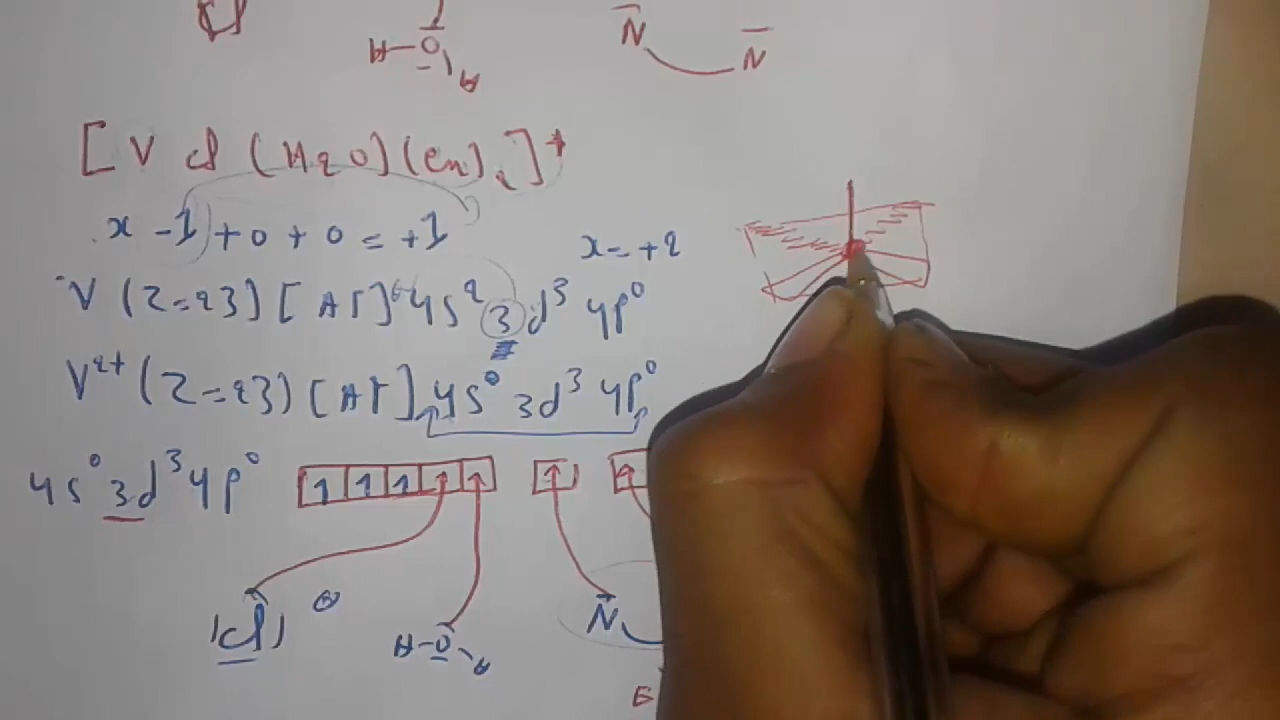 N̄ N̄
H-O-H
[V Cl (H2O)(en)2]+
x -1 + 0 + 0 = +1
x = +2
V (Z=23) [Ar] 4s² 3d³ 4p⁰
V²⁺ (Z=23) [Ar] 4s⁰ 3d³ 4p⁰
4s⁰ 3d³ 4p⁰
|Cl| N̄
H-O-H